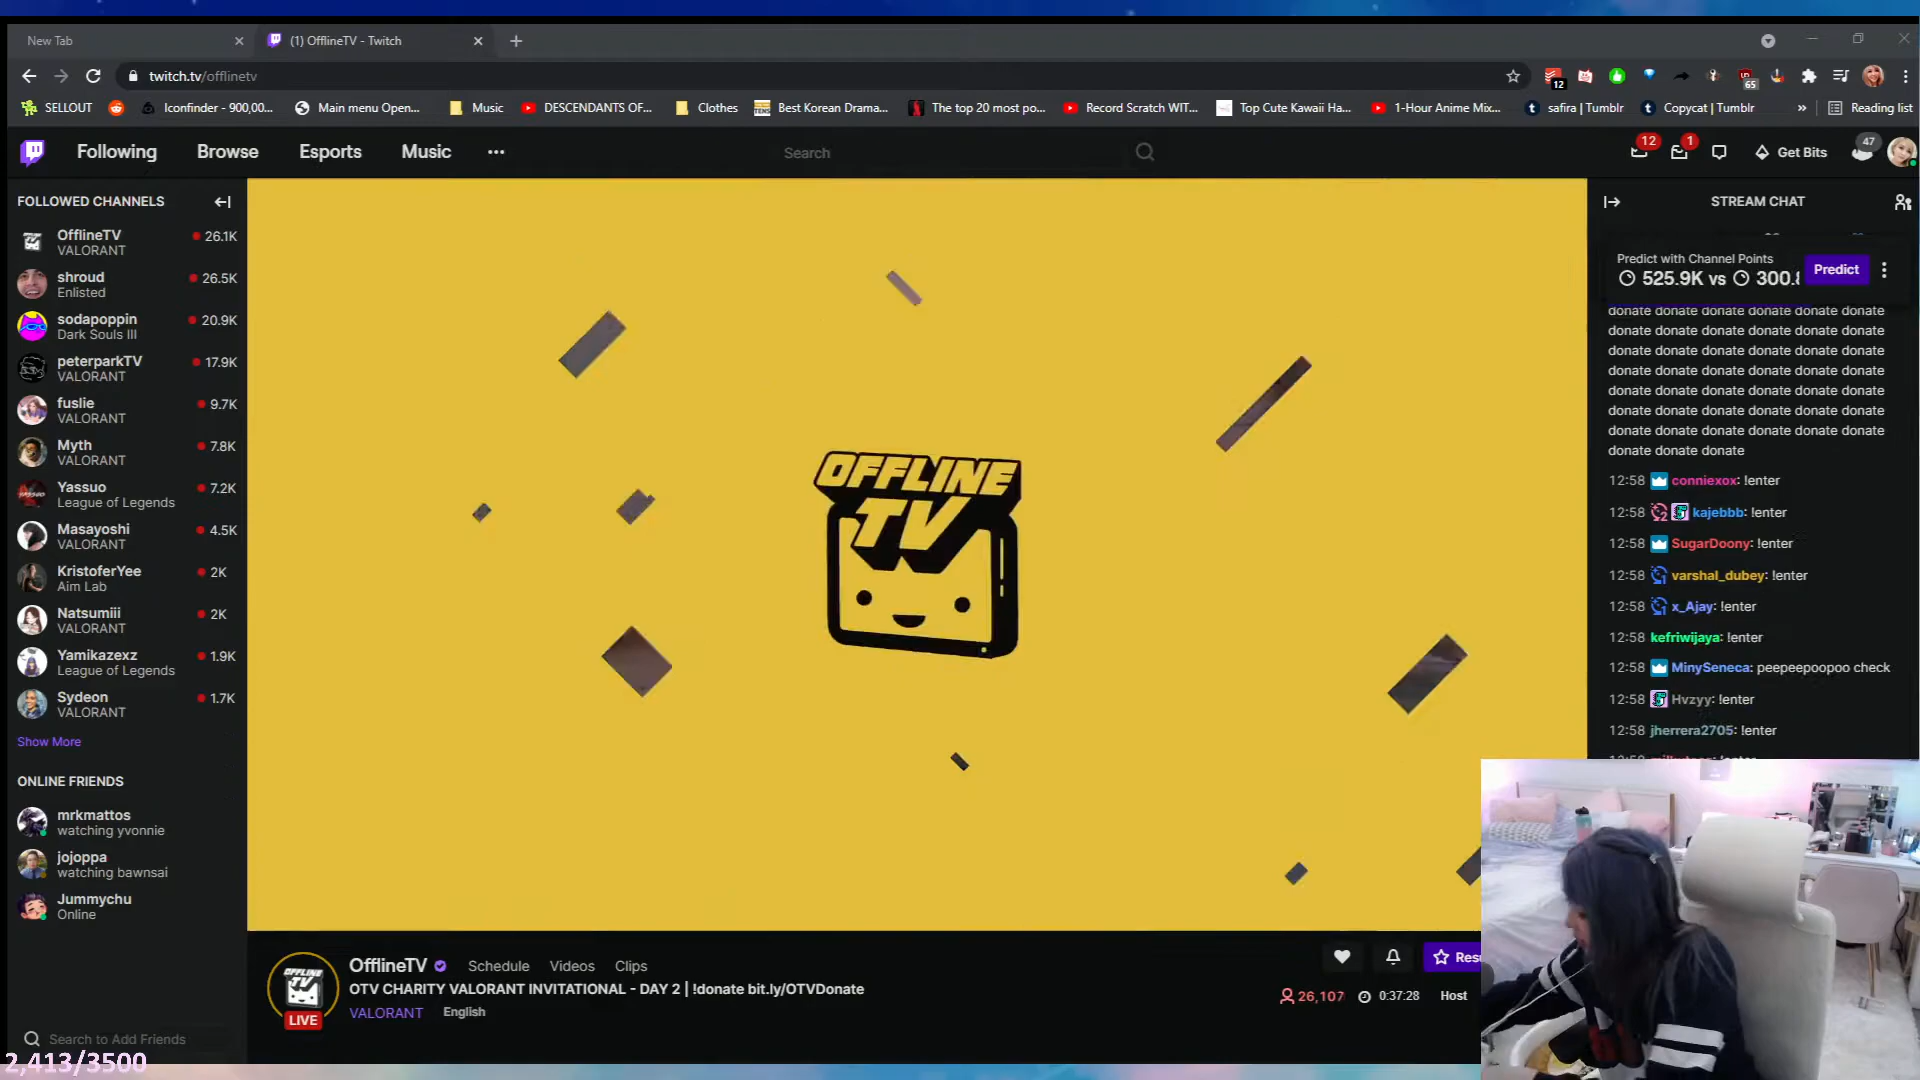 New Tab
(1) OfflineTV - Twitch
twitch.tv/offlinetv
12
65
SELLOUT
Iconfinder - 900,00...
Main menu Open...
Music
DESCENDANTS OF...
Clothes
Best Korean Drama...
The top 20 most po...
Record Scratch WIT...
Top Cute Kawaii Ha...
1-Hour Anime Mix...
safira | Tumblr
Copycat | Tumblr
»
Reading list
Following
Browse
Esports
Music
Search
12
1
Get Bits
47
FOLLOWED CHANNELS
OfflineTV
26.1K
VALORANT
shroud
26.5K
Enlisted
sodapoppin
20.9K
Dark Souls III
peterparkTV
17.9K
VALORANT
fuslie
9.7K
VALORANT
Myth
7.8K
VALORANT
Yassuo
7.2K
League of Legends
Masayoshi
4.5K
VALORANT
KristoferYee
2K
Aim Lab
Natsumiii
2K
VALORANT
Yamikazexz
1.9K
League of Legends
Sydeon
1.7K
VALORANT
Show More
ONLINE FRIENDS
mrkmattos
watching yvonnie
jojoppa
watching bawnsai
Jummychu
Online
Search to Add Friends
2,413/3500
OFFLINE
TV
OFFLINE
TV
LIVE
OfflineTV
Schedule
Videos
Clips
OTV CHARITY VALORANT INVITATIONAL - DAY 2 | !donate bit.ly/OTVDonate
VALORANT
English
26,107
0:37:28
Host
STREAM CHAT
Predict with Channel Points
525.9K vs 300.
Predict
donate donate donate donate donate donate
donate donate donate donate donate donate
donate donate donate donate donate donate
donate donate donate donate donate donate
donate donate donate donate donate donate
donate donate donate donate donate donate
donate donate donate donate donate donate
donate donate donate
12:58 conniexox: !enter
12:58 kajebbb: !enter
12:58 SugarDoony: !enter
12:58 varshal_dubey: !enter
12:58 x_Ajay: !enter
12:58 kefriwijaya: !enter
12:58 MinySeneca: peepeepoopoo check
12:58 Hvzyy: !enter
12:58 jherrera2705: !enter